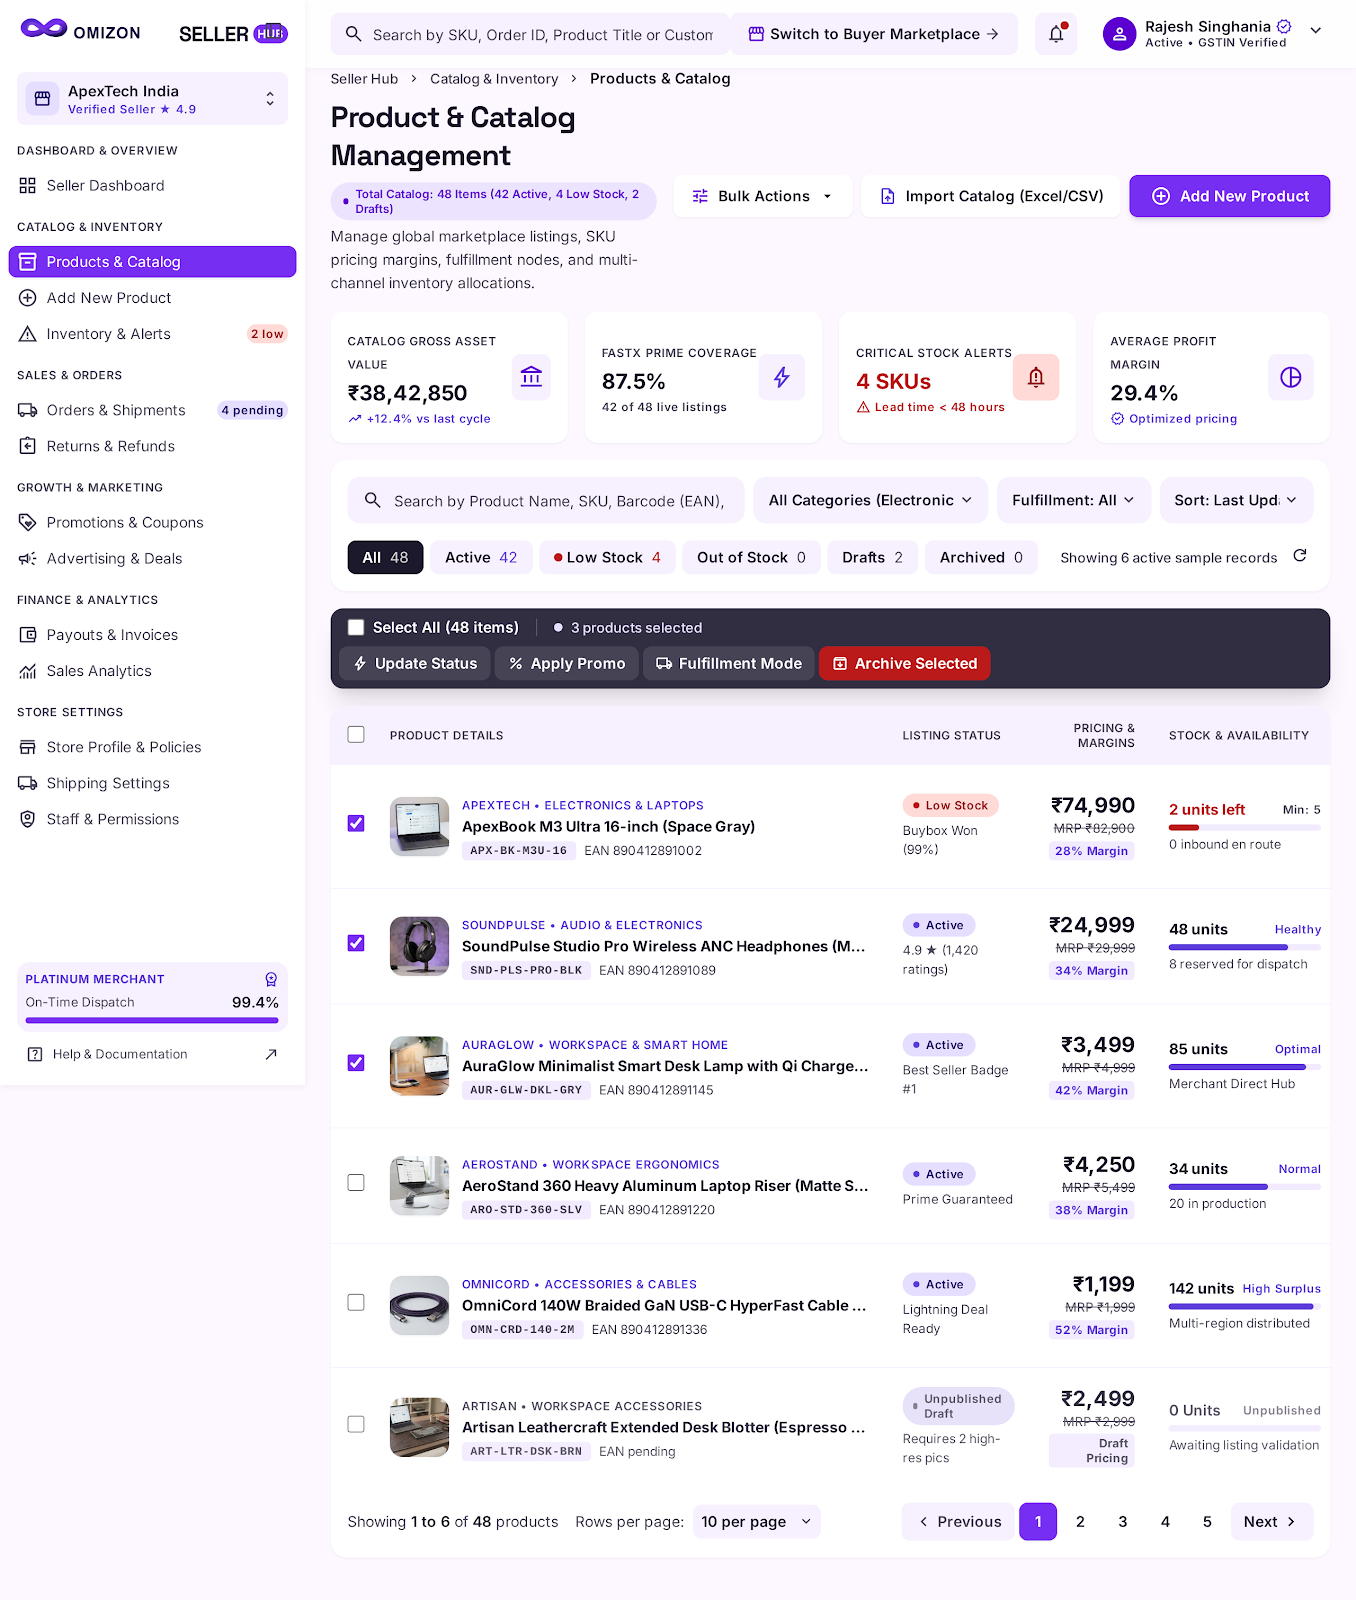 OMIZON
SELLER HUB
ApexTech India
Verified Seller ★ 4.9
DASHBOARD & OVERVIEW
Seller Dashboard
CATALOG & INVENTORY
Products & Catalog
Add New Product
Inventory & Alerts 2 low
SALES & ORDERS
Orders & Shipments 4 pending
Returns & Refunds
GROWTH & MARKETING
Promotions & Coupons
Advertising & Deals
FINANCE & ANALYTICS
Payouts & Invoices
Sales Analytics
STORE SETTINGS
Store Profile & Policies
Shipping Settings
Staff & Permissions
PLATINUM MERCHANT
On-Time Dispatch 99.4%
Help & Documentation
Search by SKU, Order ID, Product Title or Custom
Switch to Buyer Marketplace →
Rajesh Singhania
Active • GSTIN Verified
Seller Hub > Catalog & Inventory > Products & Catalog
Product & Catalog
Management
Total Catalog: 48 Items (42 Active, 4 Low Stock, 2
Drafts)
Manage global marketplace listings, SKU
pricing margins, fulfillment nodes, and multi-
channel inventory allocations.
Bulk Actions
Import Catalog (Excel/CSV)
Add New Product
CATALOG GROSS ASSET
VALUE
₹38,42,850
+12.4% vs last cycle
FASTX PRIME COVERAGE
87.5%
42 of 48 live listings
CRITICAL STOCK ALERTS
4 SKUs
Lead time < 48 hours
AVERAGE PROFIT
MARGIN
29.4%
Optimized pricing
Search by Product Name, SKU, Barcode (EAN),
All Categories (Electronic
Fulfillment: All
Sort: Last Upda
All 48
Active 42
Low Stock 4
Out of Stock 0
Drafts 2
Archived 0
Showing 6 active sample records
Select All (48 items)
3 products selected
Update Status
Apply Promo
Fulfillment Mode
Archive Selected
PRODUCT DETAILS
LISTING STATUS
PRICING &
MARGINS
STOCK & AVAILABILITY
APEXTECH • ELECTRONICS & LAPTOPS
ApexBook M3 Ultra 16-inch (Space Gray)
APX-BK-M3U-16 EAN 890412891002
Low Stock
Buybox Won
(99%)
₹74,990
MRP ₹82,900
28% Margin
2 units left Min: 5
0 inbound en route
SOUNDPULSE • AUDIO & ELECTRONICS
SoundPulse Studio Pro Wireless ANC Headphones (M...
SND-PLS-PRO-BLK EAN 890412891089
Active
4.9 ★ (1,420
ratings)
₹24,999
MRP ₹29,999
34% Margin
48 units Healthy
8 reserved for dispatch
AURAGLOW • WORKSPACE & SMART HOME
AuraGlow Minimalist Smart Desk Lamp with Qi Charge...
AUR-GLW-DKL-GRY EAN 890412891145
Active
Best Seller Badge
#1
₹3,499
MRP ₹4,999
42% Margin
85 units Optimal
Merchant Direct Hub
AEROSTAND • WORKSPACE ERGONOMICS
AeroStand 360 Heavy Aluminum Laptop Riser (Matte S...
ARO-STD-360-SLV EAN 890412891220
Active
Prime Guaranteed
₹4,250
MRP ₹5,499
38% Margin
34 units Normal
20 in production
OMNICORD • ACCESSORIES & CABLES
OmniCord 140W Braided GaN USB-C HyperFast Cable ...
OMN-CRD-140-2M EAN 890412891336
Active
Lightning Deal
Ready
₹1,199
MRP ₹1,999
52% Margin
142 units High Surplus
Multi-region distributed
ARTISAN • WORKSPACE ACCESSORIES
Artisan Leathercraft Extended Desk Blotter (Espresso ...
ART-LTR-DSK-BRN EAN pending
Unpublished
Draft
Requires 2 high-
res pics
₹2,499
MRP ₹2,999
Draft
Pricing
0 Units Unpublished
Awaiting listing validation
Showing 1 to 6 of 48 products
Rows per page: 10 per page
Previous 1 2 3 4 5 Next